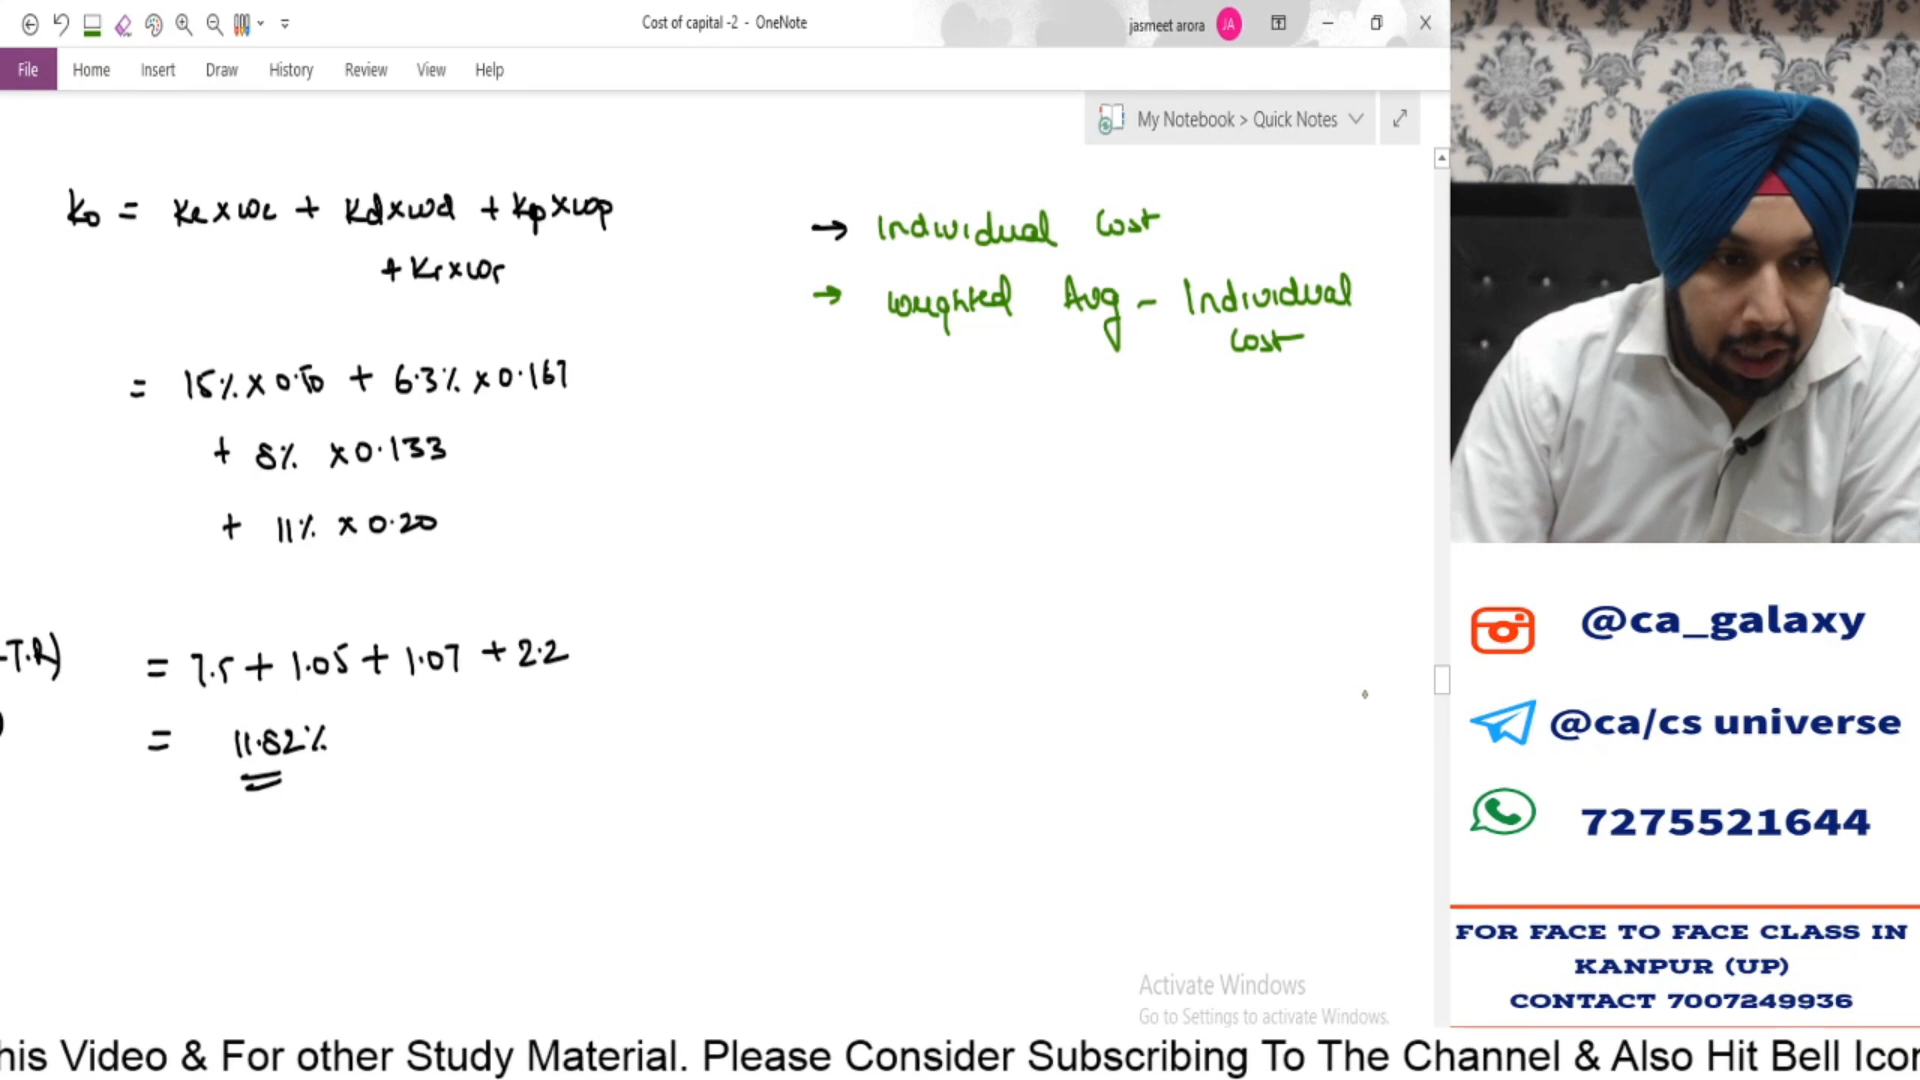 Cost of capital -2 - OneNote
jasmeet arora JA
File Home Insert Draw History Review View Help
My Notebook > Quick Notes
Ko = Ke x We + Kd x Wd + Kp x Wp
+ Kr x Wr
= 15% x 0.50 + 6.3% x 0.167
+ 8% x 0.133
+ 11% x 0.20
-T.R)
)
= 7.5 + 1.05 + 1.07 + 2.2
= 11.82%
→ Individual Cost
→ Weighted Avg - Individual
Cost
@ca_galaxy
@ca/cs universe
7275521644
FOR FACE TO FACE CLASS IN
KANPUR (UP)
CONTACT 7007249936
Activate Windows
Go to Settings to activate Windows.
his Video & For other Study Material. Please Consider Subscribing To The Channel & Also Hit Bell Icon